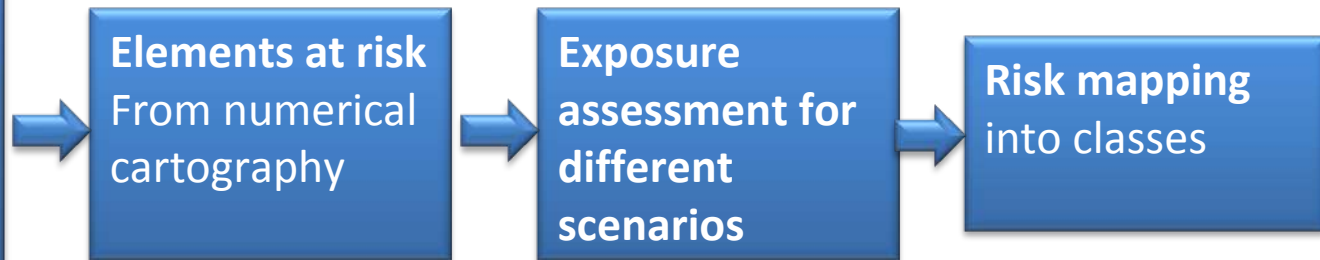 Elements at risk
From numerical
cartography
Exposure
assessment for
different
scenarios
Risk mapping
into classes